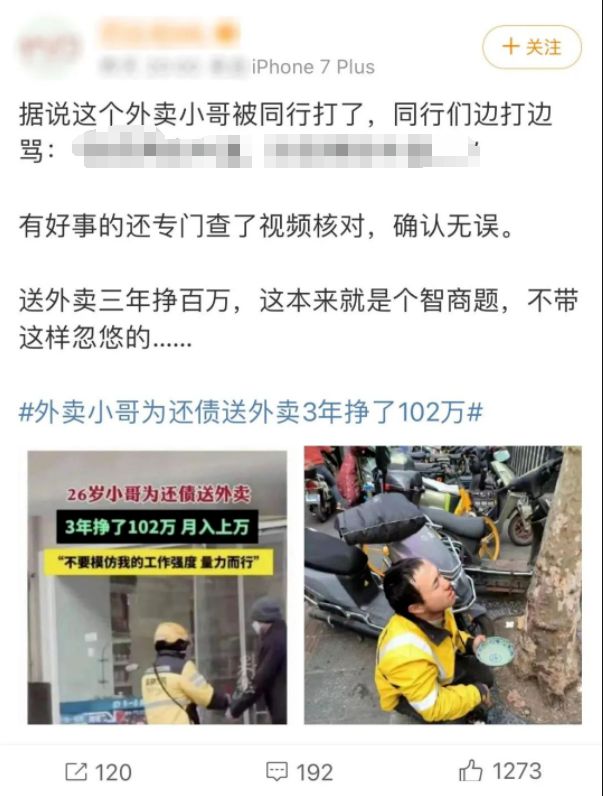 iPhone 7 Plus
+ 关注
据说这个外卖小哥被同行打了，同行们边打边
骂：
有好事的还专门查了视频核对，确认无误。
送外卖三年挣百万，这本来就是个智商题，不带
这样忽悠的......
#外卖小哥为还债送外卖3年挣了102万#
26岁小哥为还债送外卖
3年挣了102万 月入上万
“不要模仿我的工作强度 量力而行”
120
192
1273